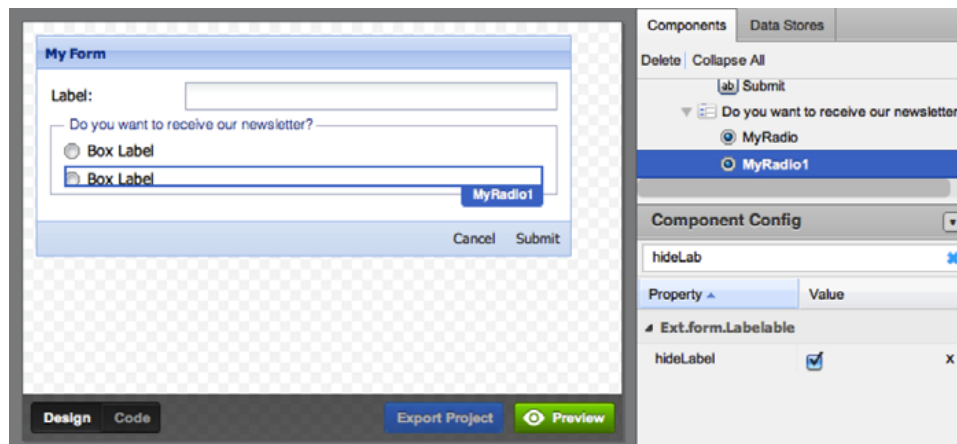 My Form
Label:
Do you want to receive our newsletter?
Box Label
Box Label
MyRadio1
Cancel Submit
Design Code Export Project Preview
Components Data Stores
Delete Collapse All
ab Submit
Do you want to receive our newsletter
MyRadio
MyRadio1
Component Config
hideLab
Property Value
Ext.form.Labelable
hideLabel x